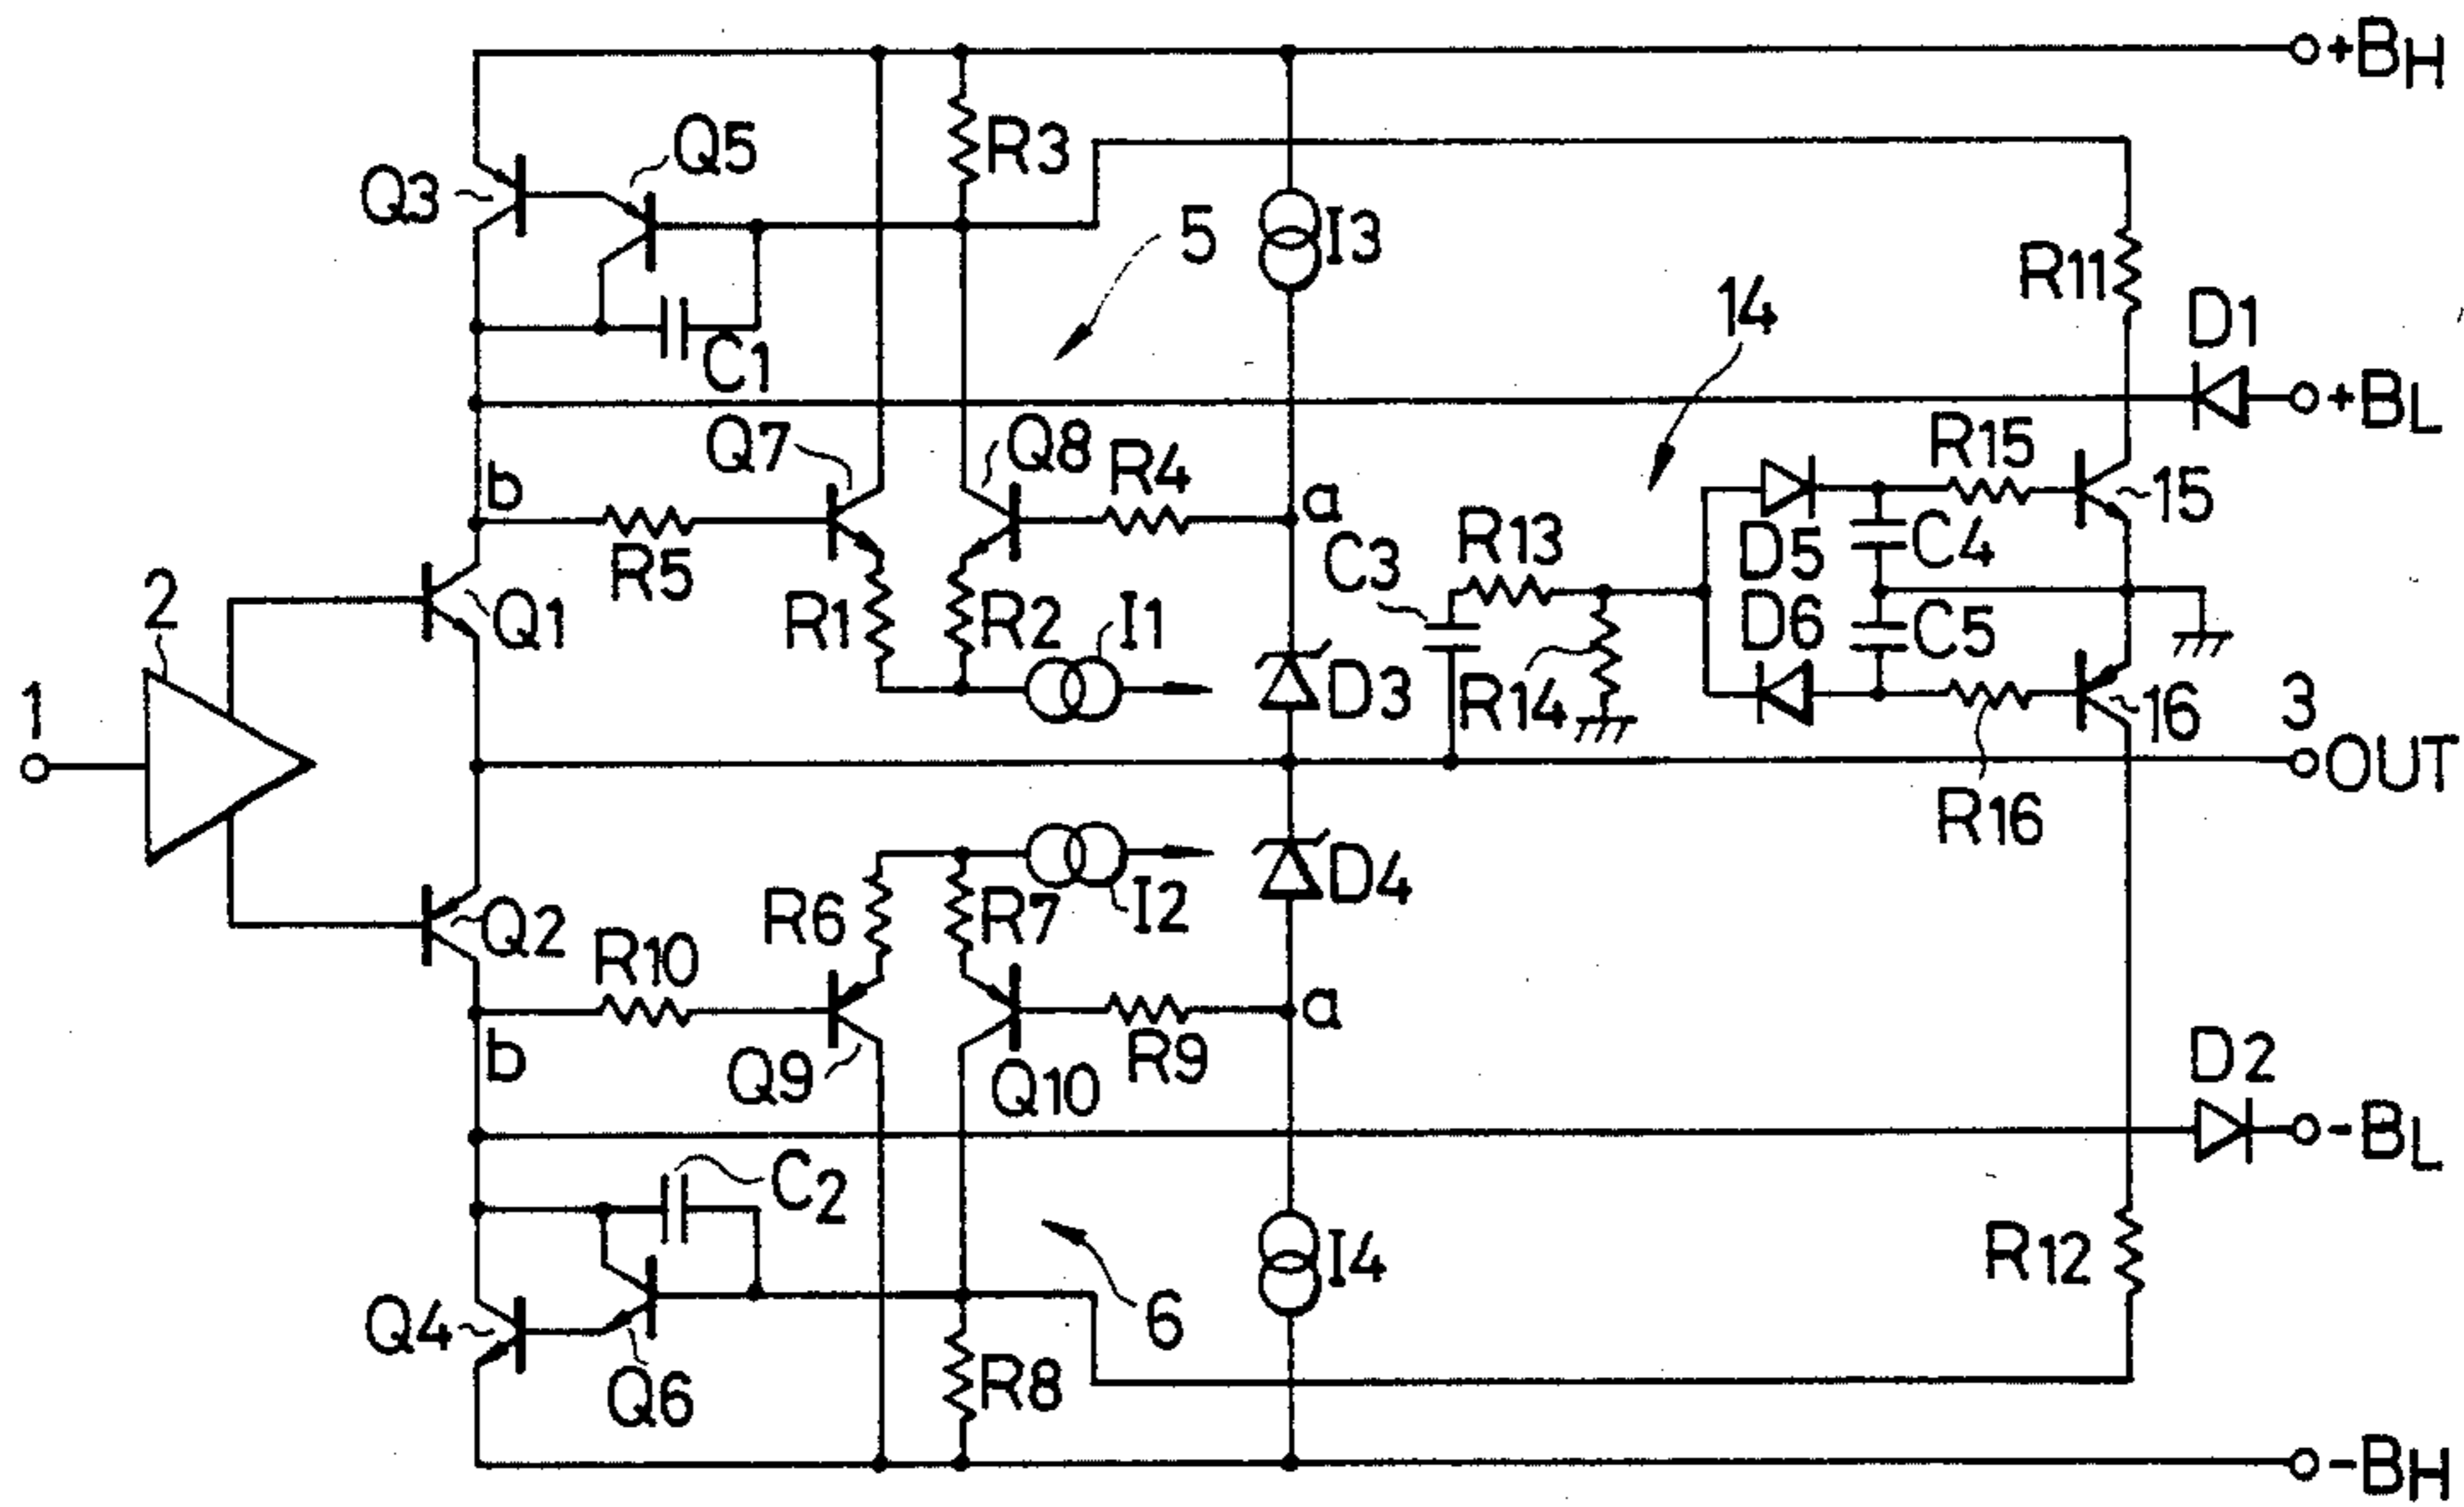 +BH
Q5
R3
Q3
5
I3
R11
14
D1
C1
+BL
Q7
Q8
R4
R15
b
a
15
C3
R13
D5
C4
2
R5
Q1
R1
R2
I1
D6
C5
1
D3
R14
16
3
OUT
R16
R6
R7
I2
D4
Q2
R10
a
b
Q9
Q10
R9
D2
-BL
C2
I4
R12
Q4
6
Q6
R8
-BH